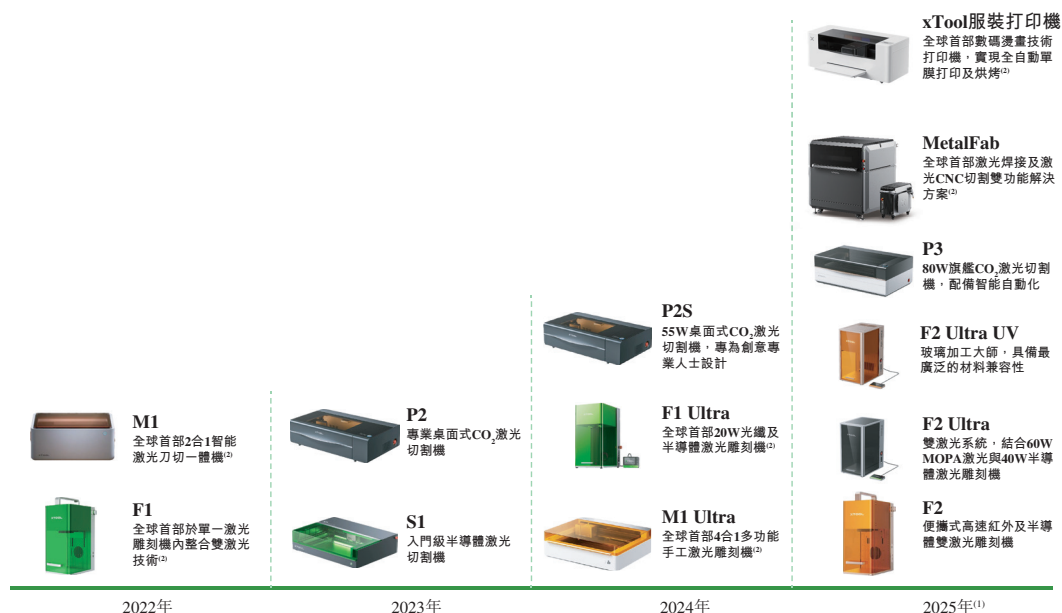 M1
全球首部2合1智能
激光刀切一體機(2)
F1
全球首部於單一激光
雕刻機內整合雙激光
技術(2)
2022年
P2
專業桌面式CO2激光
切割機
S1
入門級半導體激光
切割機
2023年
P2S
55W桌面式CO2激光
切割機，專為創意專
業人士設計
F1 Ultra
全球首部20W光纖及
半導體激光雕刻機(2)
M1 Ultra
全球首部4合1多功能
手工激光雕刻機(2)
2024年
xTool服裝打印機
全球首部數碼燙畫技術
打印機，實現全自動單
膜打印及烘烤(2)
MetalFab
全球首部激光焊接及激
光CNC切割雙功能解決
方案(2)
P3
80W旗艦CO2激光切割
機，配備智能自動化
F2 Ultra UV
玻璃加工大師，具備最
廣泛的材料兼容性
F2 Ultra
雙激光系統，結合60W
MOPA激光與40W半導
體激光雕刻機
F2
便攜式高速紅外及半導
體雙激光雕刻機
2025年(1)